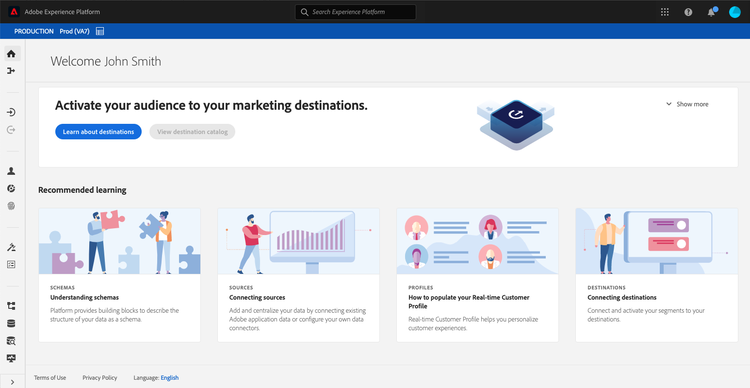 Adobe Experience Platform
Search Experience Platform
PRODUCTION Prod (VA7)
Welcome John Smith
Activate your audience to your marketing destinations.
Show more
Learn about destinations
View destination catalog
Recommended learning
SCHEMAS
Understanding schemas
Platform provides building blocks to describe
the structure of your data as a schema.
SOURCES
Connecting sources
Add and centralize your data by connecting existing
Adobe application data or configure your own data
connectors.
PROFILES
How to populate your Real-time Customer
Profile
Real-time Customer Profile helps you personalize
customer experiences.
DESTINATIONS
Connecting destinations
Connect and activate your segments to your
destinations.
Terms of Use Privacy Policy Language: English